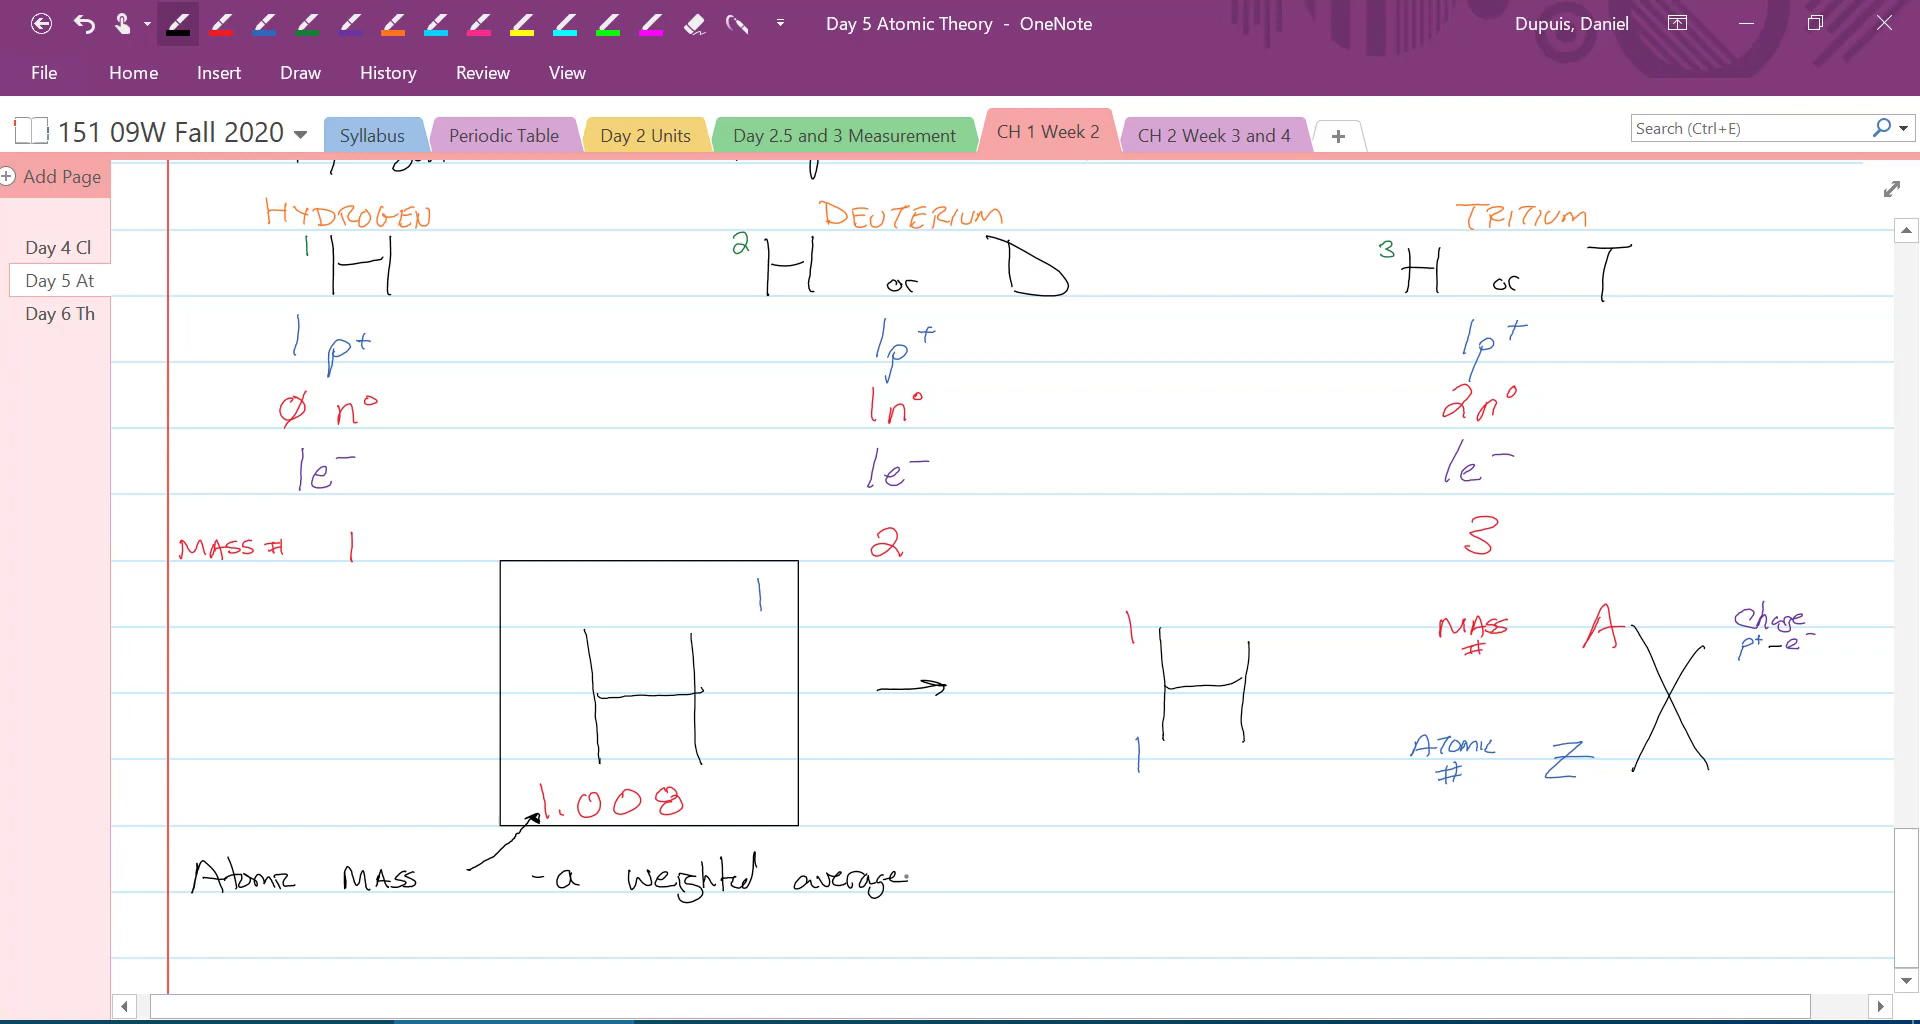 Day 5 Atomic Theory - OneNote
Dupuis, Daniel
File Home Insert Draw History Review View
151 09W Fall 2020
Syllabus Periodic Table Day 2 Units Day 2.5 and 3 Measurement CH 1 Week 2 CH 2 Week 3 and 4 +
Search (Ctrl+E)
Add Page
Day 4 Cl
Day 5 At
Day 6 Th
HYDROGEN DEUTERIUM TRITIUM
¹H ²H or D ³H or T
1 p⁺ 1p⁺ 1p⁺
0 n⁰ 1n⁰ 2n⁰
1e⁻ 1e⁻ 1e⁻
MASS # 1 2 3
1
H
1.008
→
1
H
1
MASS # A X Charge
p⁺-e⁻
ATOMIC # Z
Atomic MASS - a weighted average